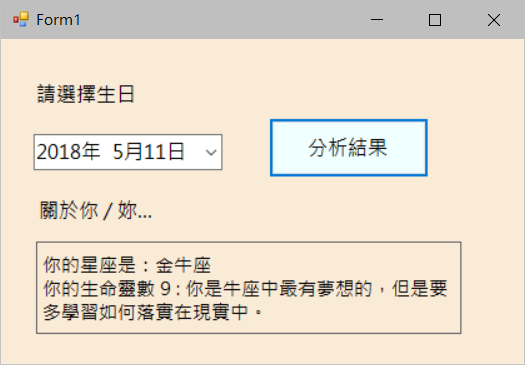 Form1
請選擇生日
2018年 5月11日
分析結果
關於你 / 妳...
你的星座是：金牛座
你的生命靈數 9 : 你是牛座中最有夢想的，但是要
多學習如何落實在現實中。